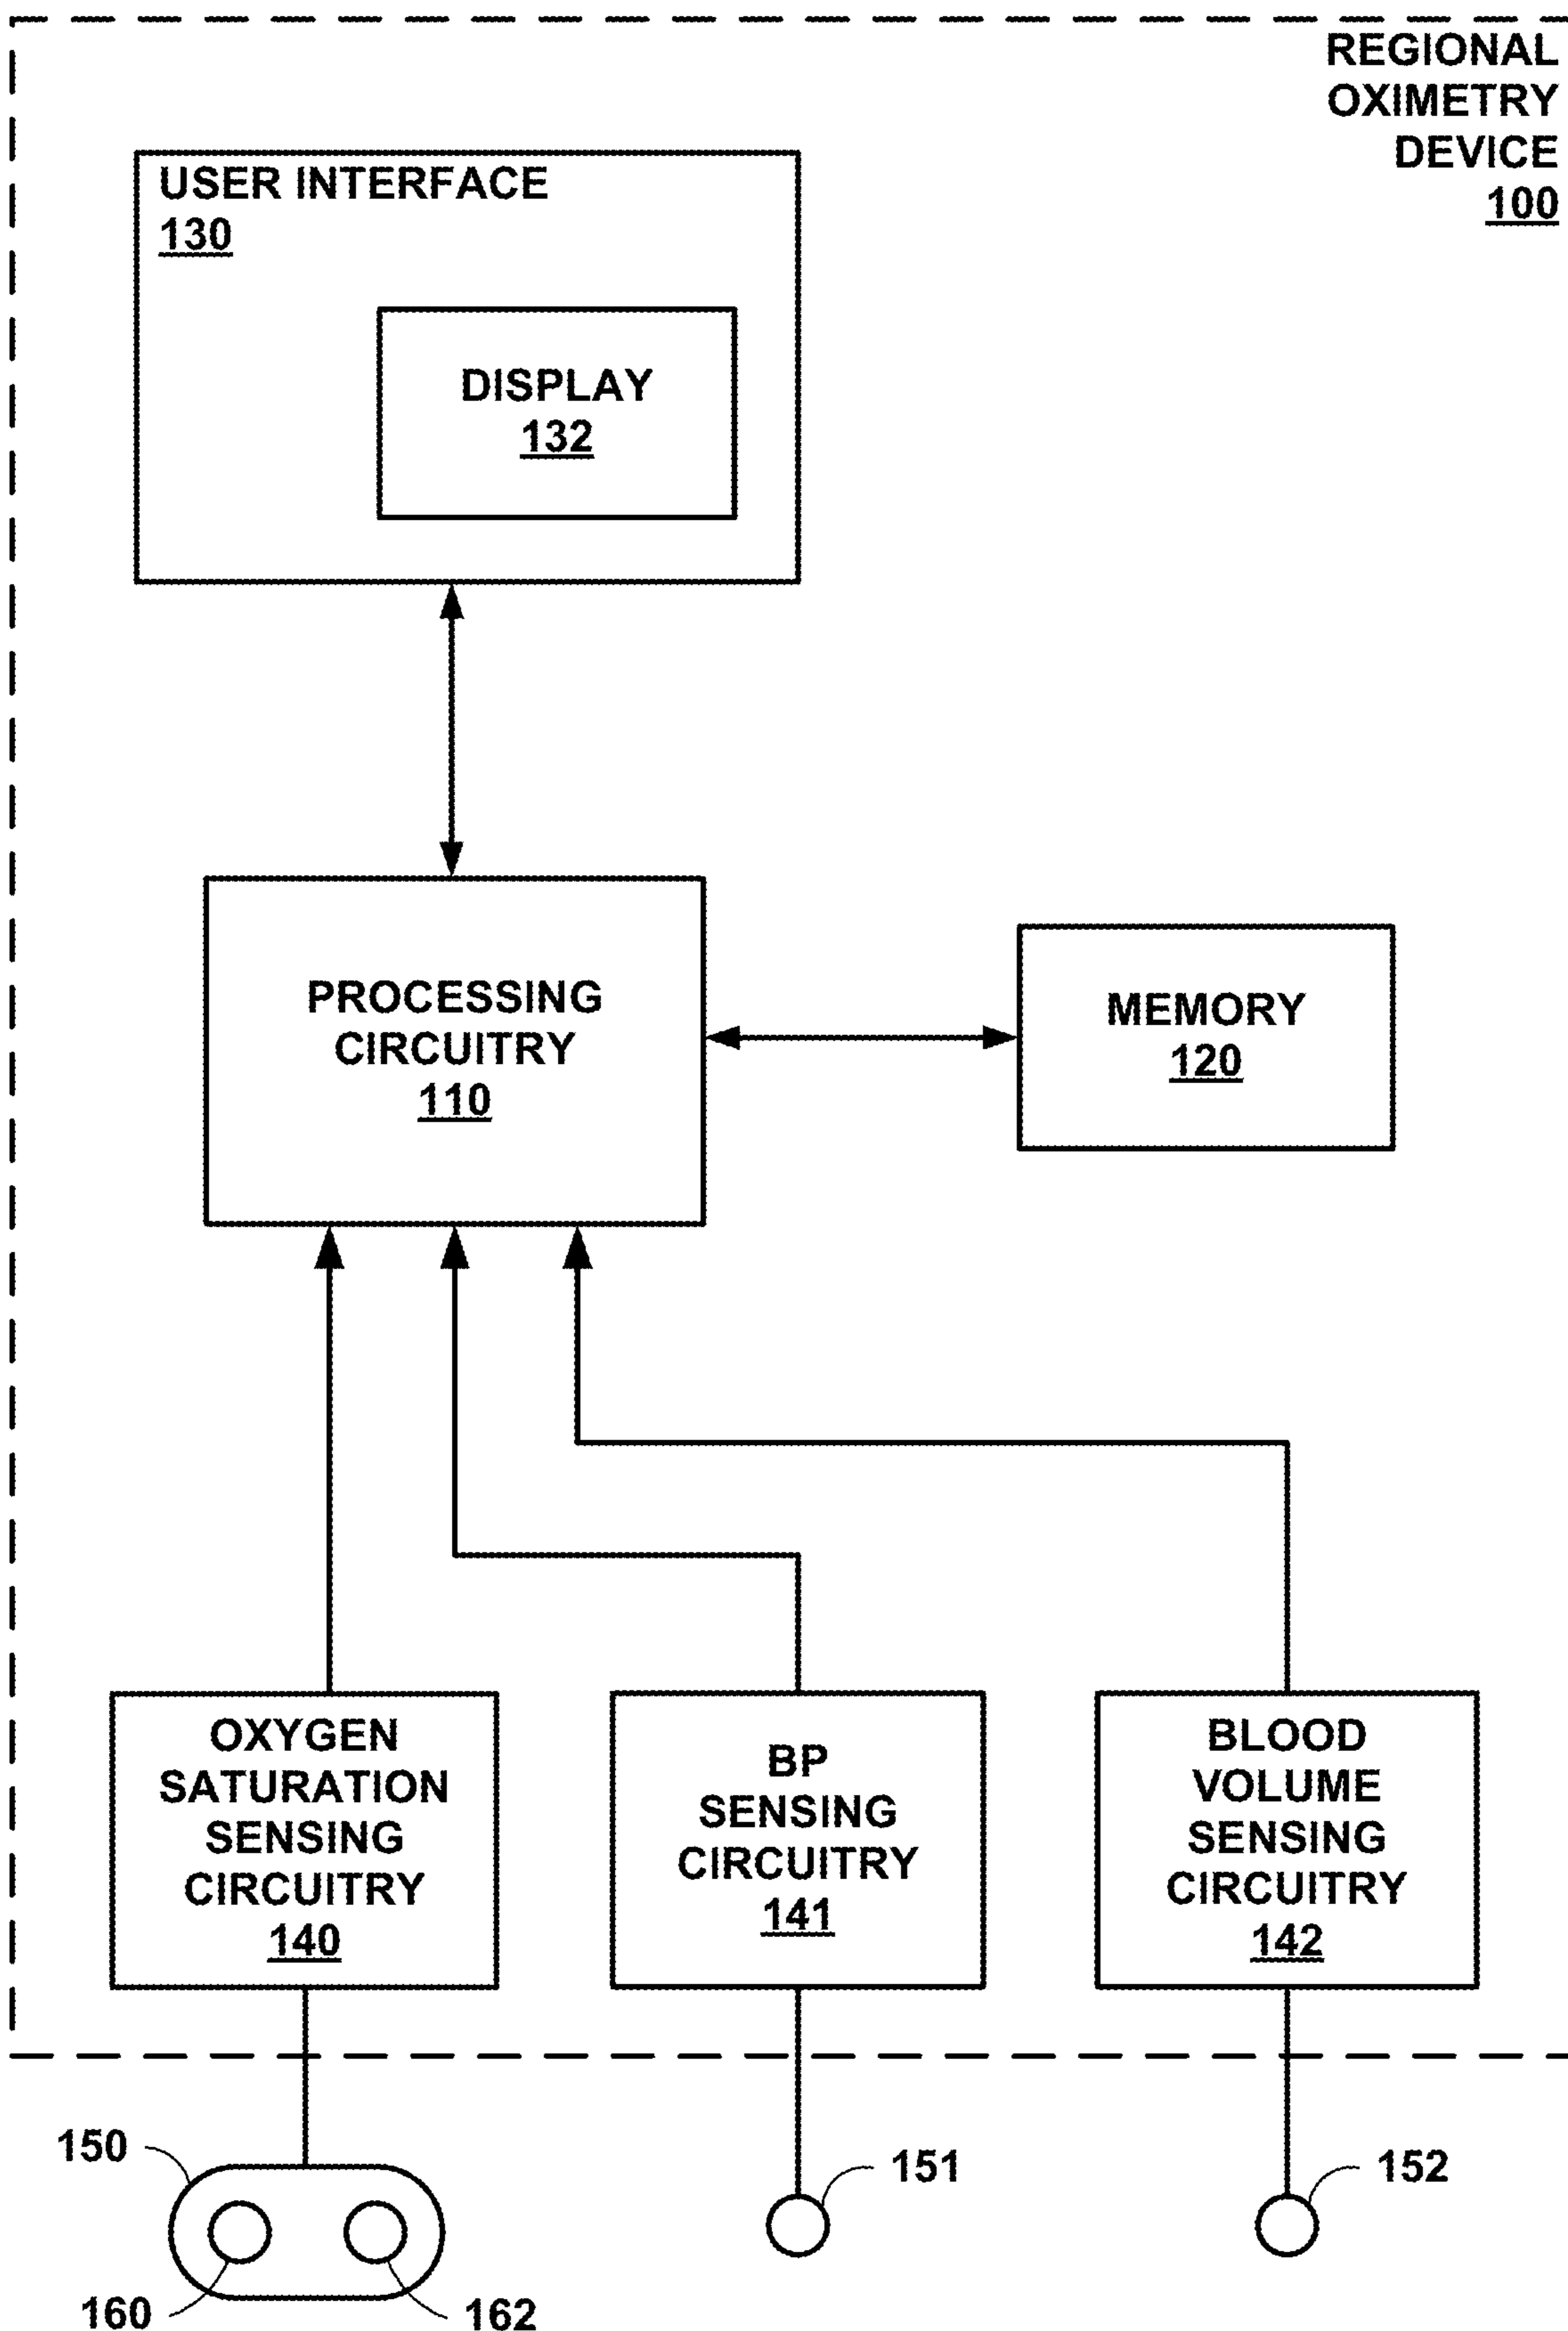 REGIONAL
OXIMETRY
DEVICE
100
USER INTERFACE
130
DISPLAY
132
PROCESSING
CIRCUITRY
110
MEMORY
120
OXYGEN
SATURATION
SENSING
CIRCUITRY
140
BP
SENSING
CIRCUITRY
141
BLOOD
VOLUME
SENSING
CIRCUITRY
142
150
151
152
160
162